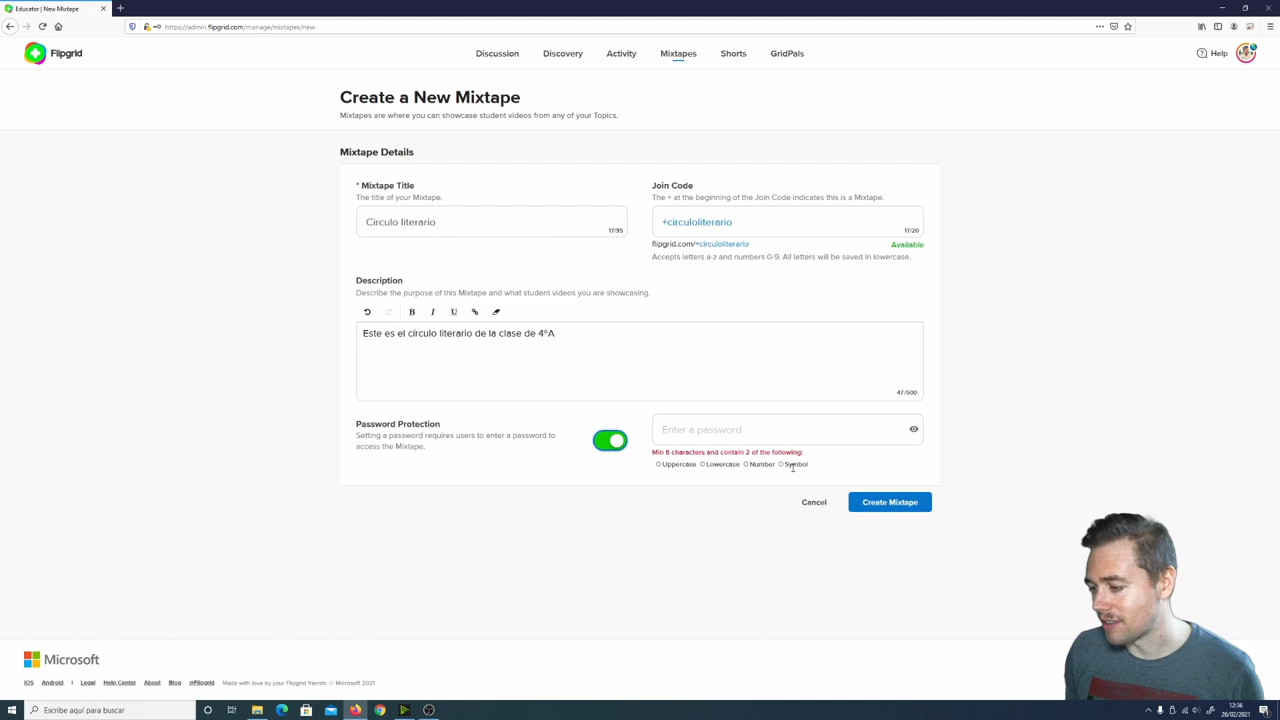 Educator | New Mixtape
https://admin.flipgrid.com/manage/mixtapes/new
Flipgrid
Discussion
Discovery
Activity
Mixtapes
Shorts
GridPals
Help
Create a New Mixtape
Mixtapes are where you can showcase student videos from any of your Topics.
Mixtape Details
* Mixtape Title
The title of your Mixtape.
Círculo literario
17/35
Join Code
The + at the beginning of the Join Code indicates this is a Mixtape.
+circuloliterario
17/20
flipgrid.com/+circuloliterario
Available
Accepts letters a-z and numbers 0-9. All letters will be saved in lowercase.
Description
Describe the purpose of this Mixtape and what student videos you are showcasing.
B I U
Este es el círculo literario de la clase de 4ºA
47/500
Password Protection
Setting a password requires users to enter a password to
access the Mixtape.
Enter a password
Min 8 characters and contain 2 of the following:
Uppercase Lowercase Number Symbol
Cancel
Create Mixtape
Microsoft
iOS Android | Legal Help Center About Blog @Flipgrid Made with love by your Flipgrid friends. © Microsoft 2021
Escribe aquí para buscar
12:36
26/02/2021